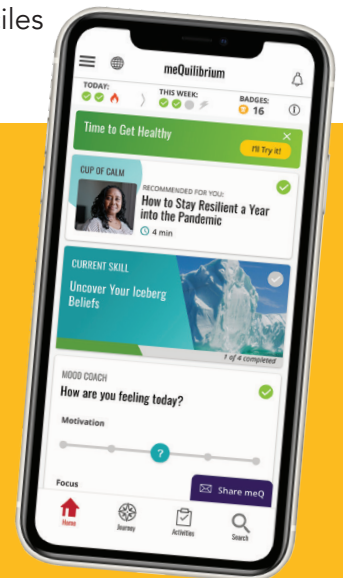 iles
meQuilibrium
TODAY:
THIS WEEK:
BADGES:
16
Time to Get Healthy
I'll Try it!
CUP OF CALM
RECOMMENDED FOR YOU:
How to Stay Resilient a Year
into the Pandemic
4 min
CURRENT SKILL
Uncover Your Iceberg
Beliefs
1 of 4 completed
MOOD COACH
How are you feeling today?
Motivation
?
Focus
Share meQ
Home
Journey
Activities
Search